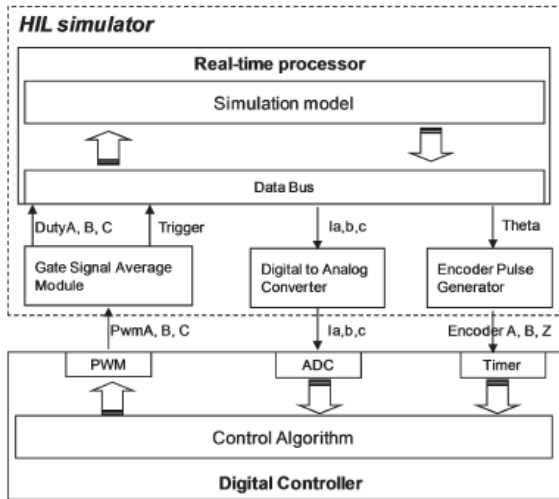 HIL simulator
Real-time processor
Simulation model
Data Bus
DutyA, B, C
Trigger
Ia,b,c
Theta
Gate Signal Average
Module
Digital to Analog
Converter
Encoder Pulse
Generator
PwmA, B, C
Ia,b,c
Encoder A, B, Z
PWM
ADC
Timer
Control Algorithm
Digital Controller